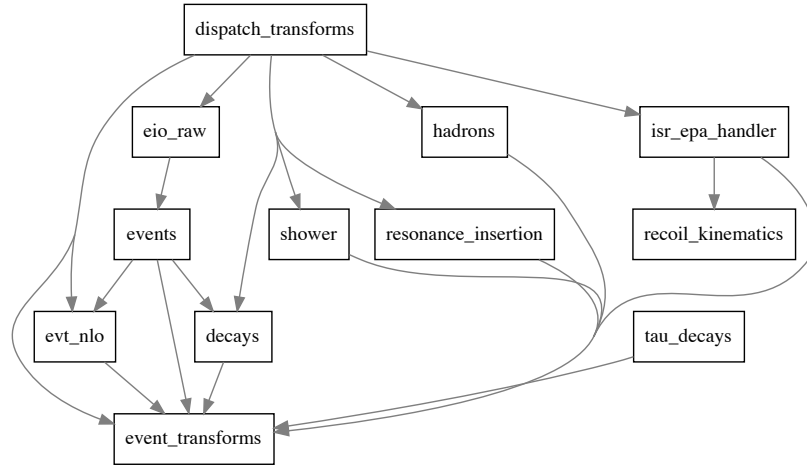 dispatch_transforms
eio_raw
hadrons
isr_epa_handler
events
shower
resonance_insertion
recoil_kinematics
evt_nlo
decays
tau_decays
event_transforms